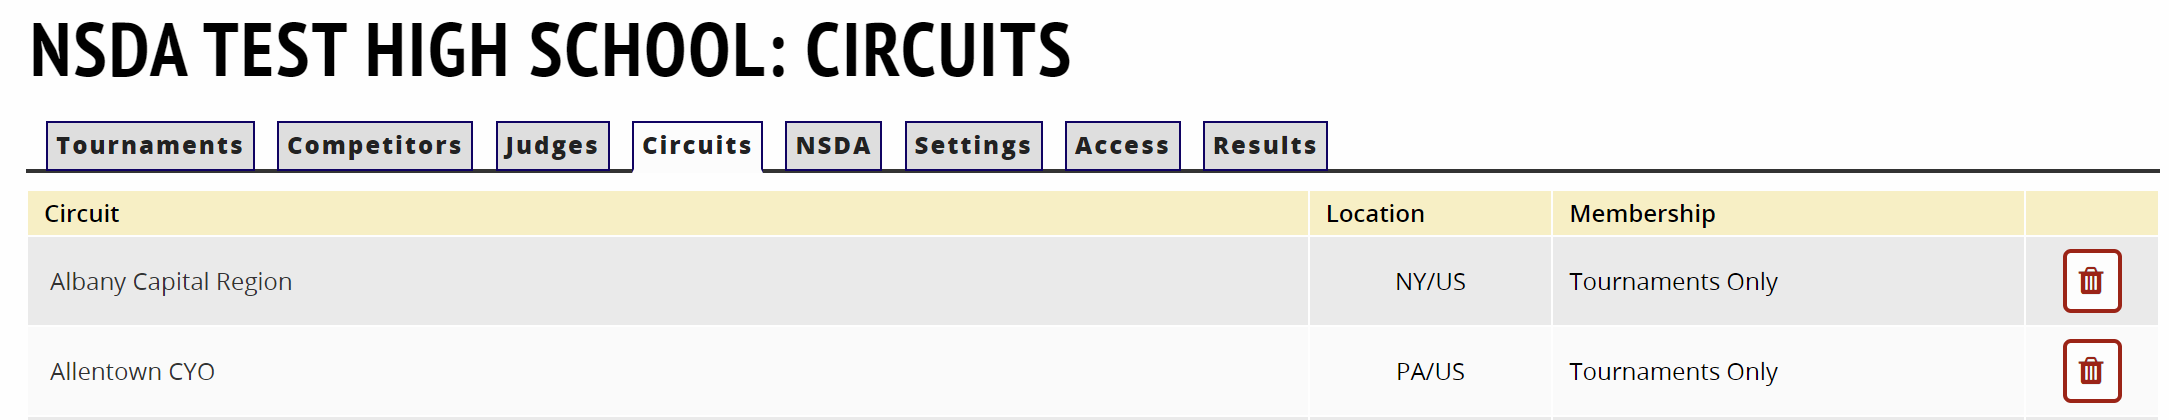 NSDA TEST HIGH SCHOOL: CIRCUITS
Tournaments Competitors Judges Circuits NSDA Settings Access Results
Circuit Location Membership
Albany Capital Region NY/US Tournaments Only
Allentown CYO PA/US Tournaments Only